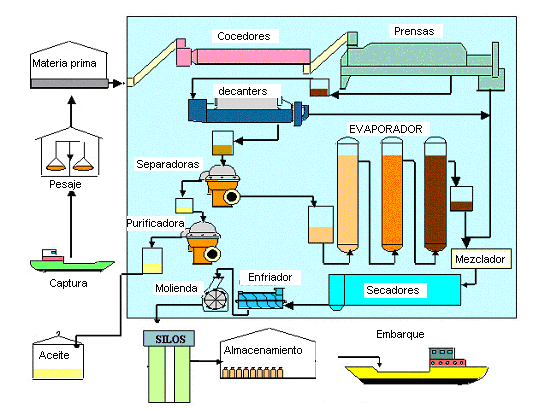 Cocedores
Prensas
Materia prima
decanters
EVAPORADOR
Separadoras
Pesaje
Purificadora
Mezclador
Captura
Molienda
Enfriador
Secadores
Aceite
SILOS
Almacenamiento
Embarque